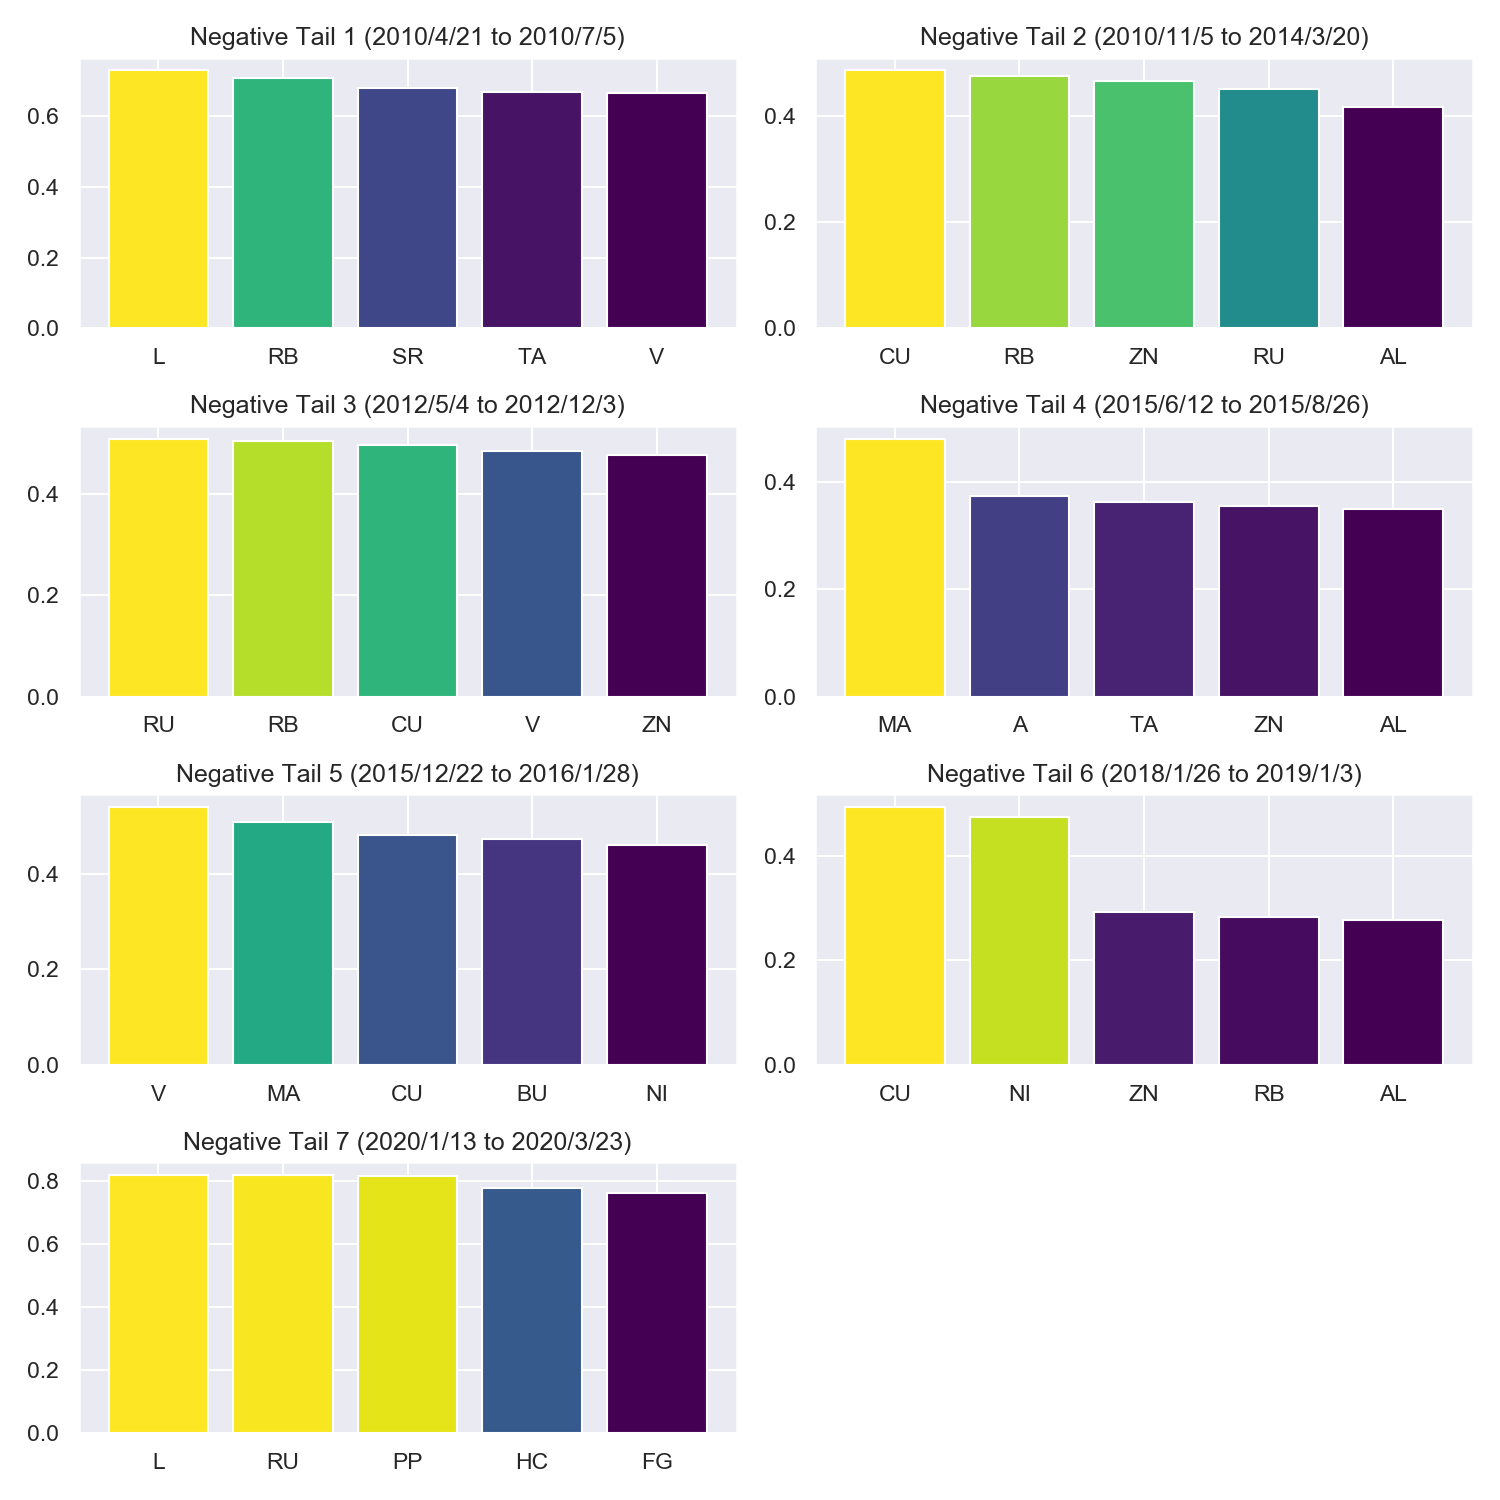 Negative Tail 1 (2010/4/21 to 2010/7/5)
0.6
0.4
0.2
0.0
L RB SR TA V
Negative Tail 2 (2010/11/5 to 2014/3/20)
0.4
0.2
0.0
CU RB ZN RU AL
Negative Tail 3 (2012/5/4 to 2012/12/3)
0.4
0.2
0.0
RU RB CU V ZN
Negative Tail 4 (2015/6/12 to 2015/8/26)
0.4
0.2
0.0
MA A TA ZN AL
Negative Tail 5 (2015/12/22 to 2016/1/28)
0.4
0.2
0.0
V MA CU BU NI
Negative Tail 6 (2018/1/26 to 2019/1/3)
0.4
0.2
0.0
CU NI ZN RB AL
Negative Tail 7 (2020/1/13 to 2020/3/23)
0.8
0.6
0.4
0.2
0.0
L RU PP HC FG